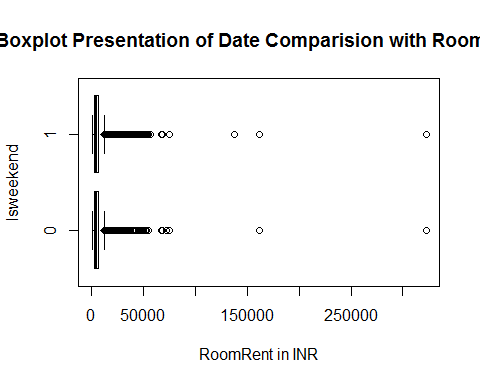 Boxplot Presentation of Date Comparision with Room
Isweekend
1
0
0 50000 150000 250000
RoomRent in INR